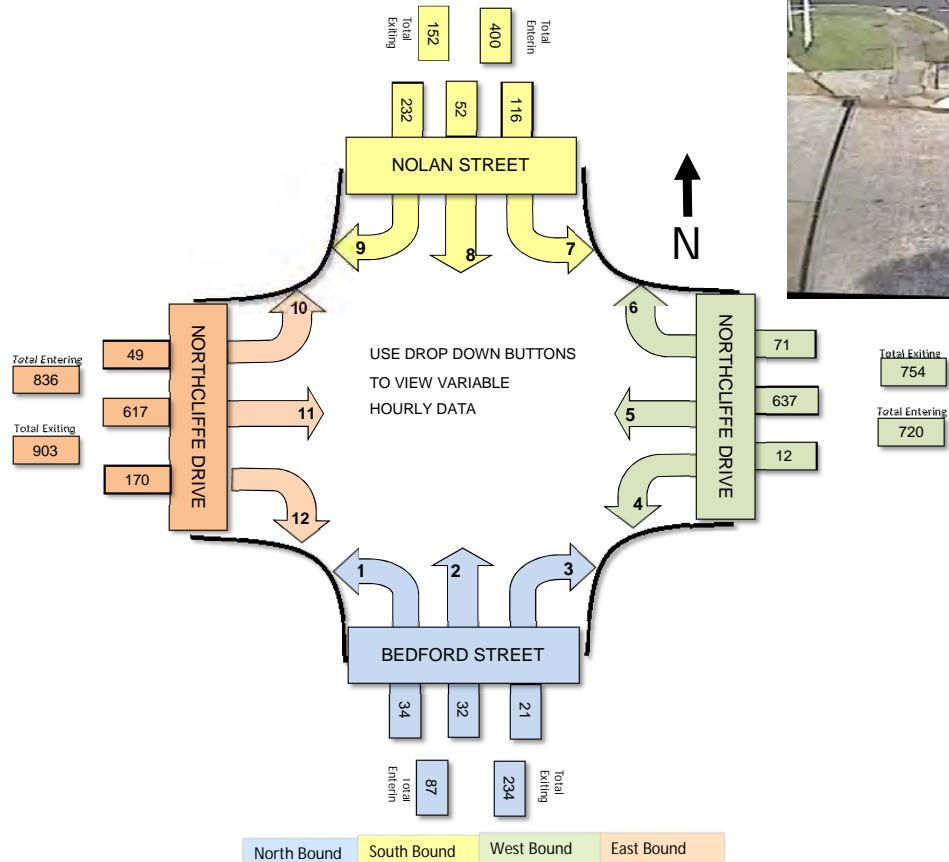 Total
Exiting
152
400
Total
Enterin
232
52
116
NOLAN STREET
N
9
8
7
10
6
NORTHCLIFFE DRIVE
NORTHCLIFFE DRIVE
49
617
170
Total Entering
836
Total Exiting
903
USE DROP DOWN BUTTONS
TO VIEW VARIABLE
HOURLY DATA
11
5
12
4
71
637
12
Total Exiting
754
Total Entering
720
1
2
3
BEDFORD STREET
34
32
21
Total
Enterin
87
234
Total
Exiting
North Bound
South Bound
West Bound
East Bound